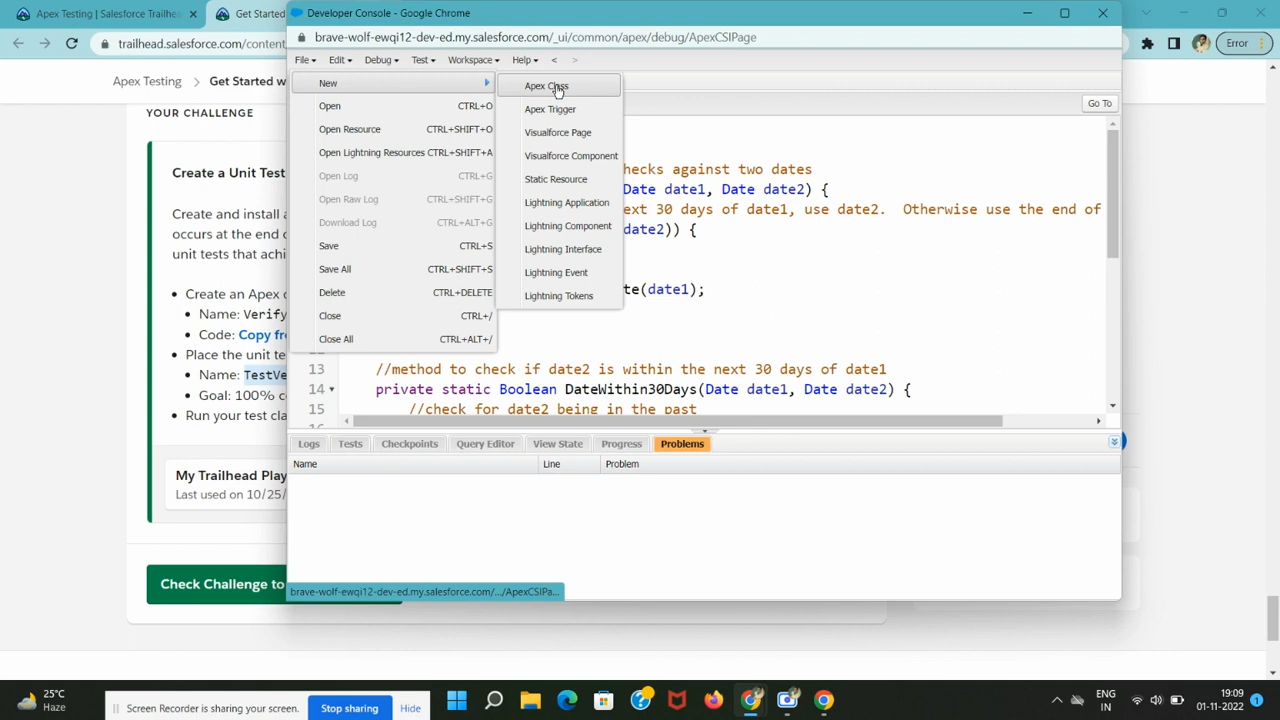 Apex Testing | Salesforce Trailhe
Get Started
Developer Console - Google Chrome
trailhead.salesforce.com/content
brave-wolf-ewqi12-dev-ed.my.salesforce.com/_ui/common/apex/debug/ApexCSIPage
Error
Apex Testing
Get Started w
File Edit Debug Test Workspace Help < >
YOUR CHALLENGE
Create a Unit Test
Create and install a
occurs at the end o
unit tests that achi
Create an Apex c
Name: Verify
Code: Copy fr
Place the unit te
Name: TestVe
Goal: 100% c
Run your test cla
My Trailhead Play
Last used on 10/25/
Check Challenge to
New
Open CTRL+O
Open Resource CTRL+SHIFT+O
Open Lightning Resources CTRL+SHIFT+A
Open Log CTRL+G
Open Raw Log CTRL+SHIFT+G
Download Log CTRL+ALT+G
Save CTRL+S
Save All CTRL+SHIFT+S
Delete CTRL+DELETE
Close CTRL+/
Close All CTRL+ALT+/
Apex Class
Apex Trigger
Visualforce Page
Visualforce Component
Static Resource
Lightning Application
Lightning Component
Lightning Interface
Lightning Event
Lightning Tokens
Go To
hecks against two dates
Date date1, Date date2) {
ext 30 days of date1, use date2.  Otherwise use the end of
date2)) {
te(date1);
13 //method to check if date2 is within the next 30 days of date1
14 private static Boolean DateWithin30Days(Date date1, Date date2) {
15 //check for date2 being in the past
Logs Tests Checkpoints Query Editor View State Progress Problems
Name Line Problem
brave-wolf-ewqi12-dev-ed.my.salesforce.com/.../ApexCSIPa...
25°C
Haze
Screen Recorder is sharing your screen.
Stop sharing
Hide
ENG
IN
19:09
01-11-2022